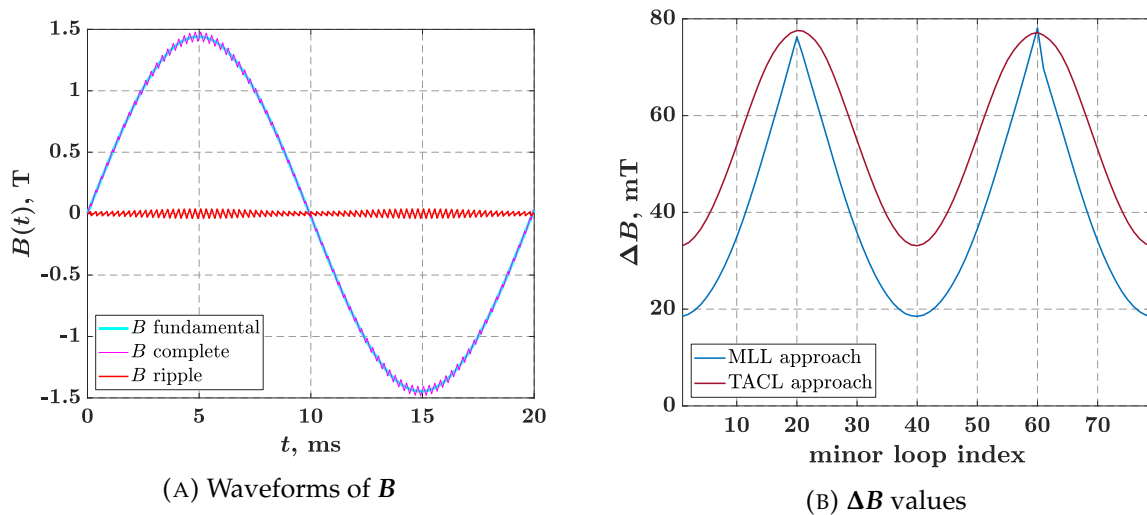 1.5
1
0.5
0
-0.5
-1
-1.5
B(t), T
0
5
10
15
20
t, ms
B fundamental
B complete
B ripple
(A) Waveforms of B
80
60
40
20
0
ΔB, mT
10
20
30
40
50
60
70
minor loop index
MLL approach
TACL approach
(B) ΔB values